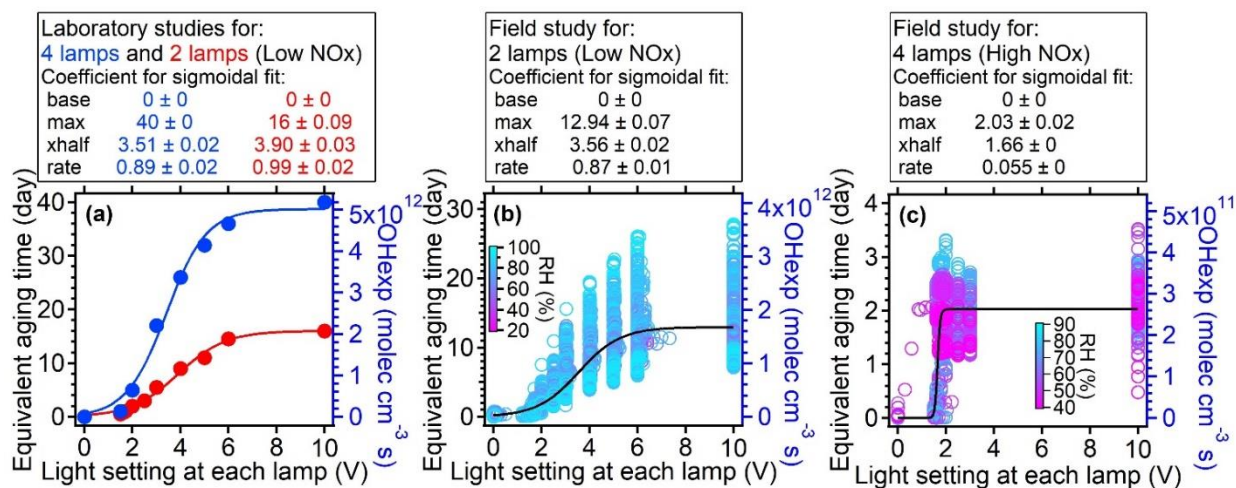 Laboratory studies for:
4 lamps and 2 lamps (Low NOx)
Coefficient for sigmoidal fit:
base 0 ± 0 0 ± 0
max 40 ± 0 16 ± 0.09
xhalf 3.51 ± 0.02 3.90 ± 0.03
rate 0.89 ± 0.02 0.99 ± 0.02
Equivalent aging time (day)
40
30
20
10
0
(a)
5x10¹²
4
3
2
1
0
OHexp (molec cm⁻³ s)
0 2 4 6 8 10
Light setting at each lamp (V)
Field study for:
2 lamps (Low NOx)
Coefficient for sigmoidal fit:
base 0 ± 0
max 12.94 ± 0.07
xhalf 3.56 ± 0.02
rate 0.87 ± 0.01
Equivalent aging time (day)
30
25
20
15
10
5
0
(b)
100
80
60
40
20
RH (%)
4x10¹²
3
2
1
0
OHexp (molec cm⁻³ s)
0 2 4 6 8 10
Light setting at each lamp (V)
Field study for:
4 lamps (High NOx)
Coefficient for sigmoidal fit:
base 0 ± 0
max 2.03 ± 0.02
xhalf 1.66 ± 0
rate 0.055 ± 0
Equivalent aging time (day)
4
3
2
1
0
(c)
90
80
70
60
50
40
RH (%)
5x10¹¹
4
3
2
1
0
OHexp (molec cm⁻³ s)
0 2 4 6 8 10
Light setting at each lamp (V)